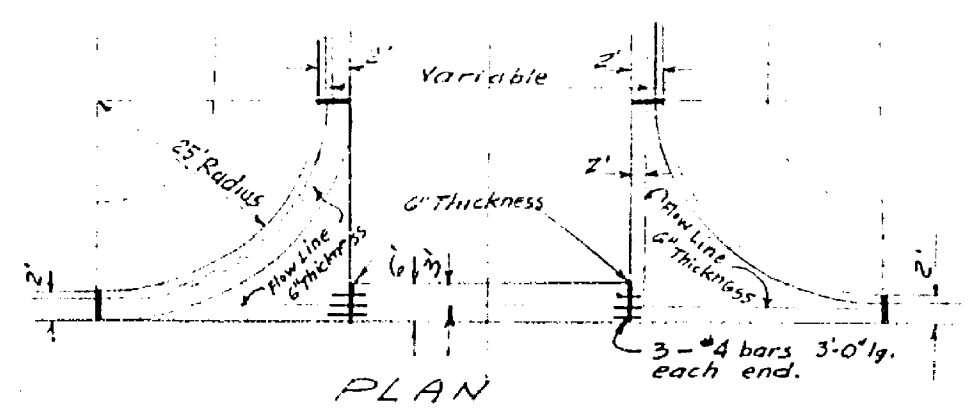 2'
Variable
2'
25' Radius
2'
6" Thickness
Flow Line
6" Thickness
Flow Line
6" Thickness
2'
6'
3'
2'
3 - #4 bars 3'-0" lg.
each end.
PLAN